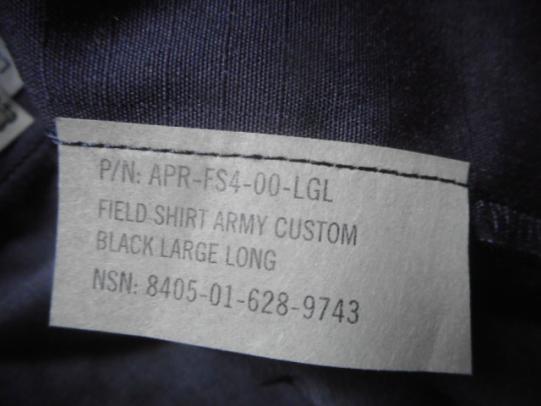 P/N: APR-FS4-00-LGL
FIELD SHIRT ARMY CUSTOM
BLACK LARGE LONG
NSN: 8405-01-628-9743